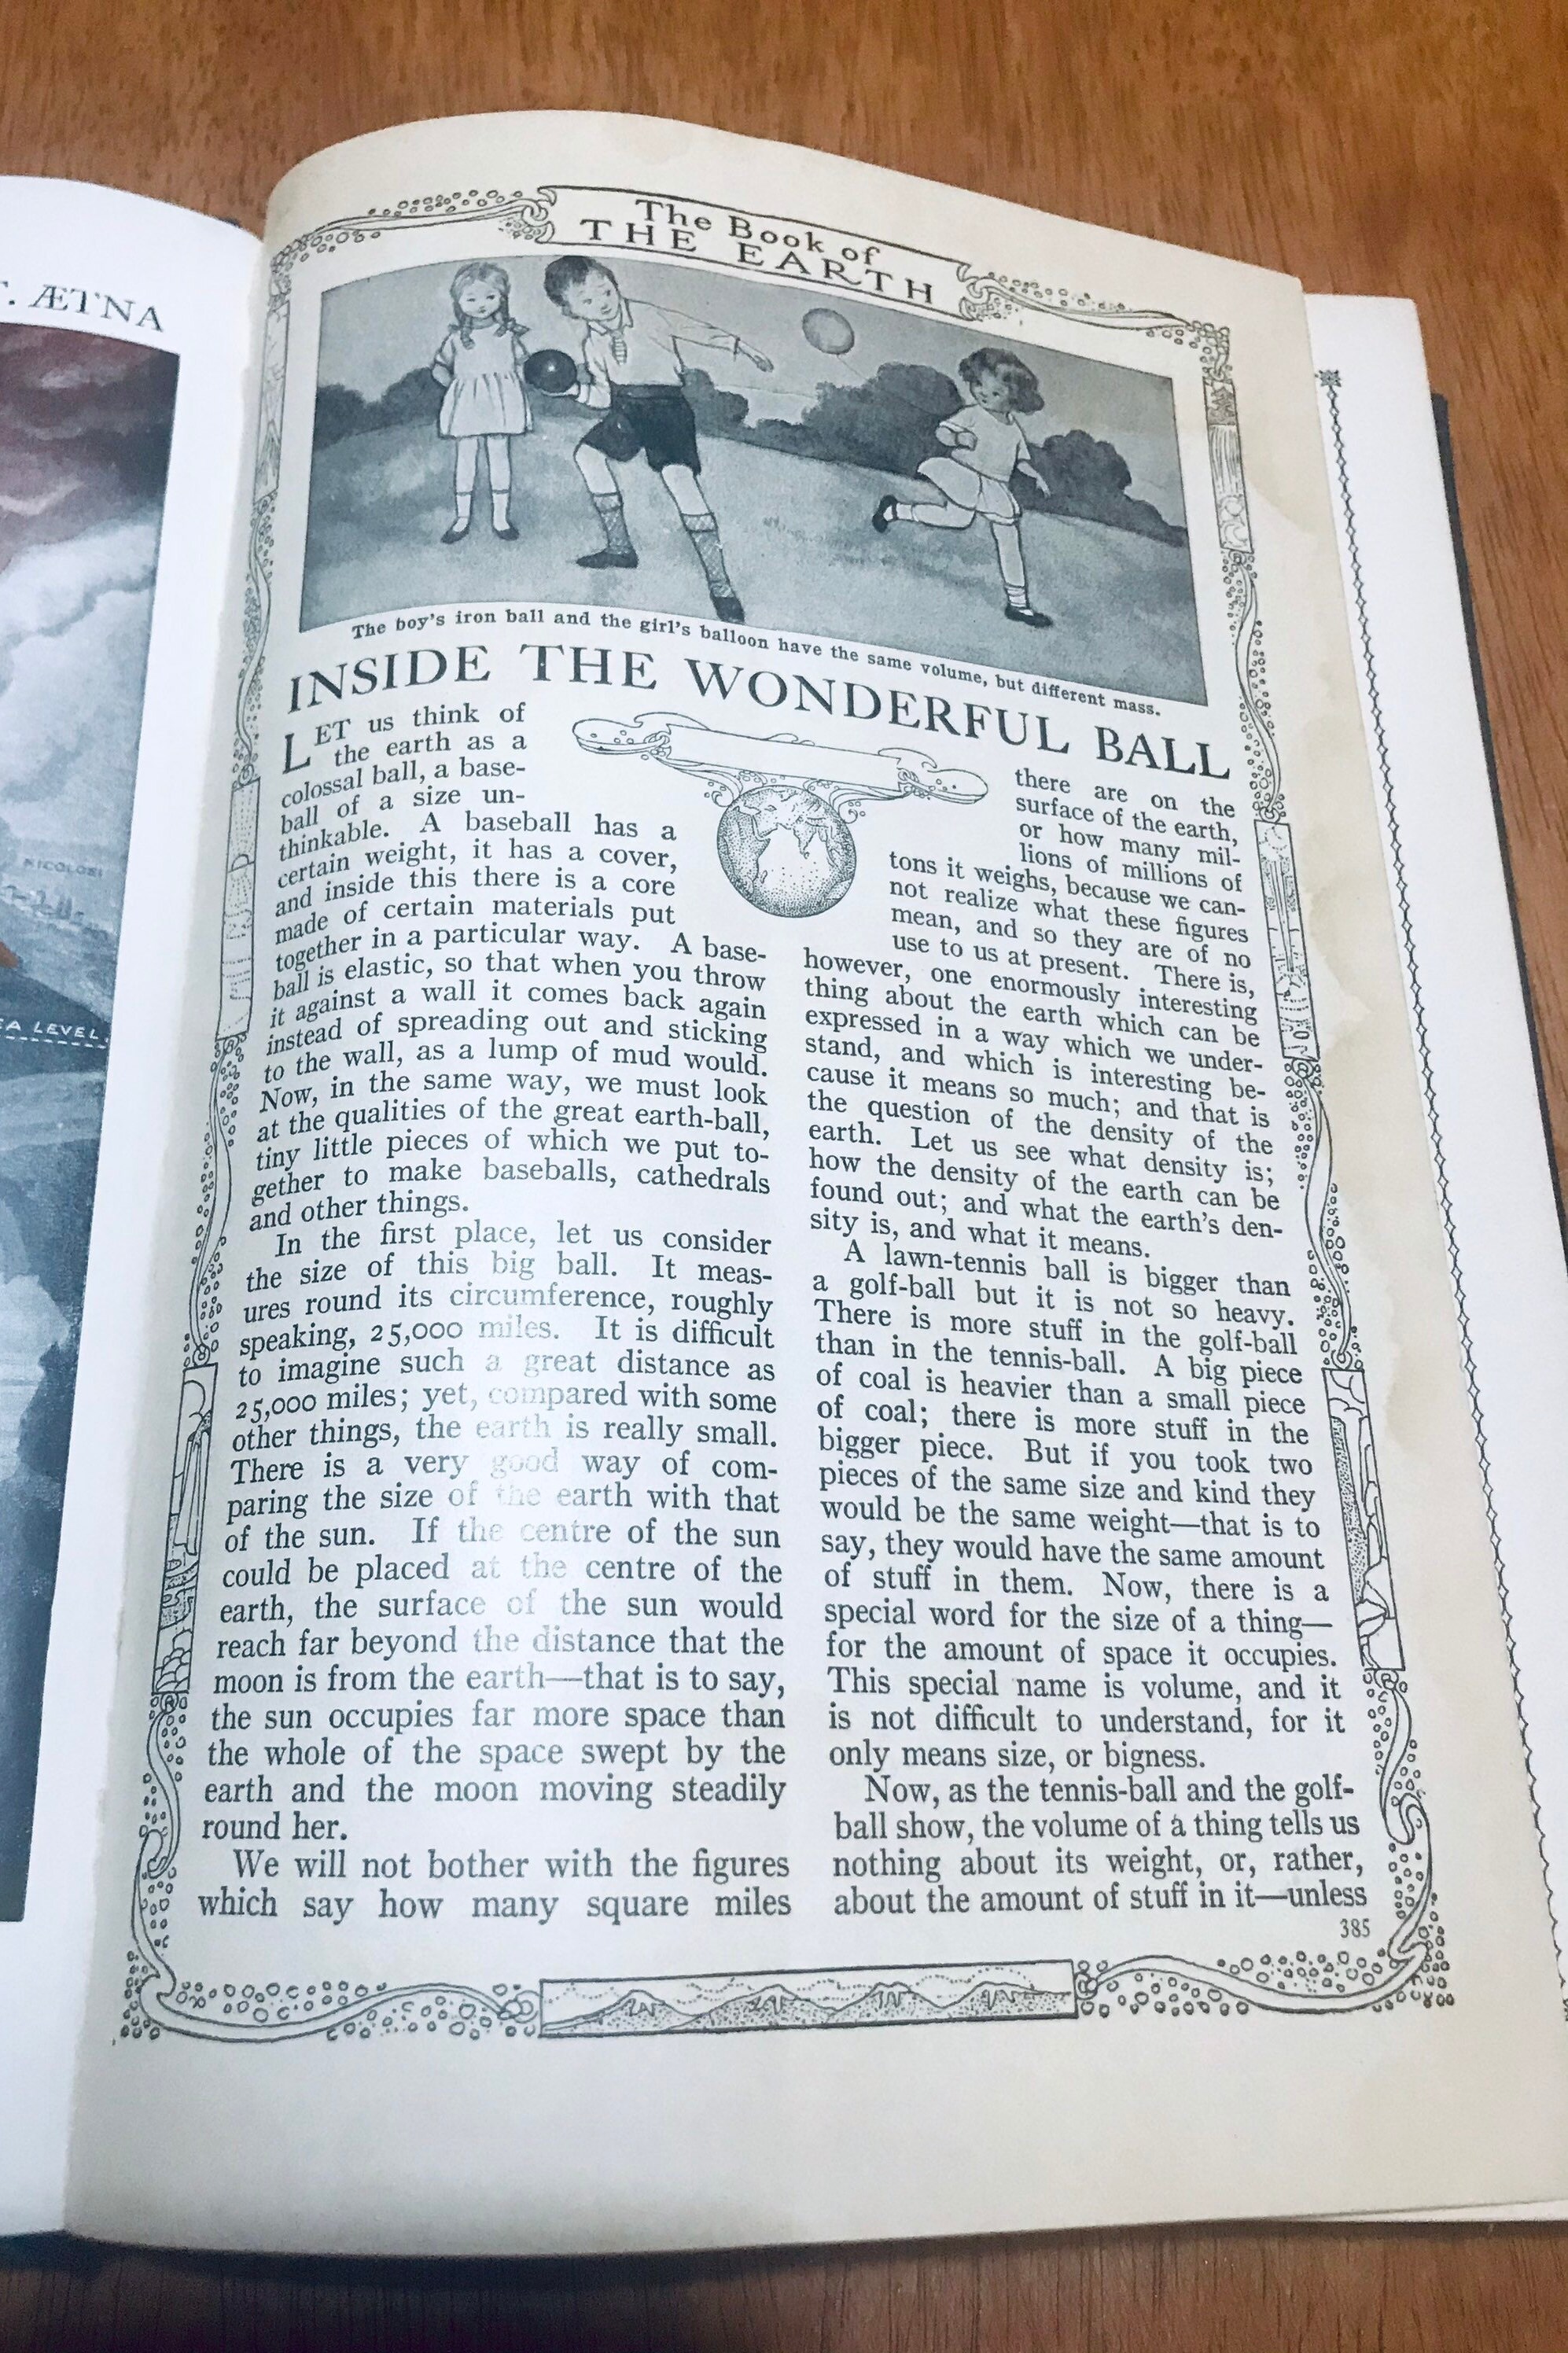 T. ÆTNA
NICOLOSI
SEA LEVEL
The Book of
THE EARTH
The boy's iron ball and the girl's balloon have the same volume, but different mass.
INSIDE THE WONDERFUL BALL
LET us think of
the earth as a
colossal ball, a base-
ball of a size un-
thinkable. A baseball has a
certain weight, it has a cover,
and inside this there is a core
made of certain materials put
together in a particular way. A base-
ball is elastic, so that when you throw
it against a wall it comes back again
instead of spreading out and sticking
to the wall, as a lump of mud would.
Now, in the same way, we must look
at the qualities of the great earth-ball,
tiny little pieces of which we put to-
gether to make baseballs, cathedrals
and other things.
In the first place, let us consider
the size of this big ball. It meas-
ures round its circumference, roughly
speaking, 25,000 miles. It is difficult
to imagine such a great distance as
25,000 miles; yet, compared with some
other things, the earth is really small.
There is a very good way of com-
paring the size of the earth with that
of the sun. If the centre of the sun
could be placed at the centre of the
earth, the surface of the sun would
reach far beyond the distance that the
moon is from the earth—that is to say,
the sun occupies far more space than
the whole of the space swept by the
earth and the moon moving steadily
round her.
We will not bother with the figures
which say how many square miles
there are on the
surface of the earth,
or how many mil-
lions of millions of
tons it weighs, because we can-
not realize what these figures
mean, and so they are of no
use to us at present. There is,
however, one enormously interesting
thing about the earth which can be
expressed in a way which we under-
stand, and which is interesting be-
cause it means so much; and that is
the question of the density of the
earth. Let us see what density is;
how the density of the earth can be
found out; and what the earth's den-
sity is, and what it means.
A lawn-tennis ball is bigger than
a golf-ball but it is not so heavy.
There is more stuff in the golf-ball
than in the tennis-ball. A big piece
of coal is heavier than a small piece
of coal; there is more stuff in the
bigger piece. But if you took two
pieces of the same size and kind they
would be the same weight—that is to
say, they would have the same amount
of stuff in them. Now, there is a
special word for the size of a thing—
for the amount of space it occupies.
This special name is volume, and it
is not difficult to understand, for it
only means size, or bigness.
Now, as the tennis-ball and the golf-
ball show, the volume of a thing tells us
nothing about its weight, or, rather,
about the amount of stuff in it—unless
385